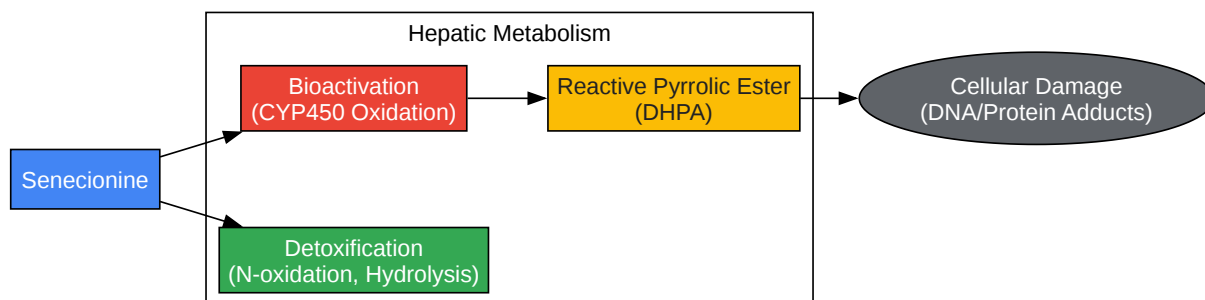 Hepatic Metabolism
Senecionine
Bioactivation
(CYP450 Oxidation)
Reactive Pyrrolic Ester
(DHPA)
Cellular Damage
(DNA/Protein Adducts)
Detoxification
(N-oxidation, Hydrolysis)